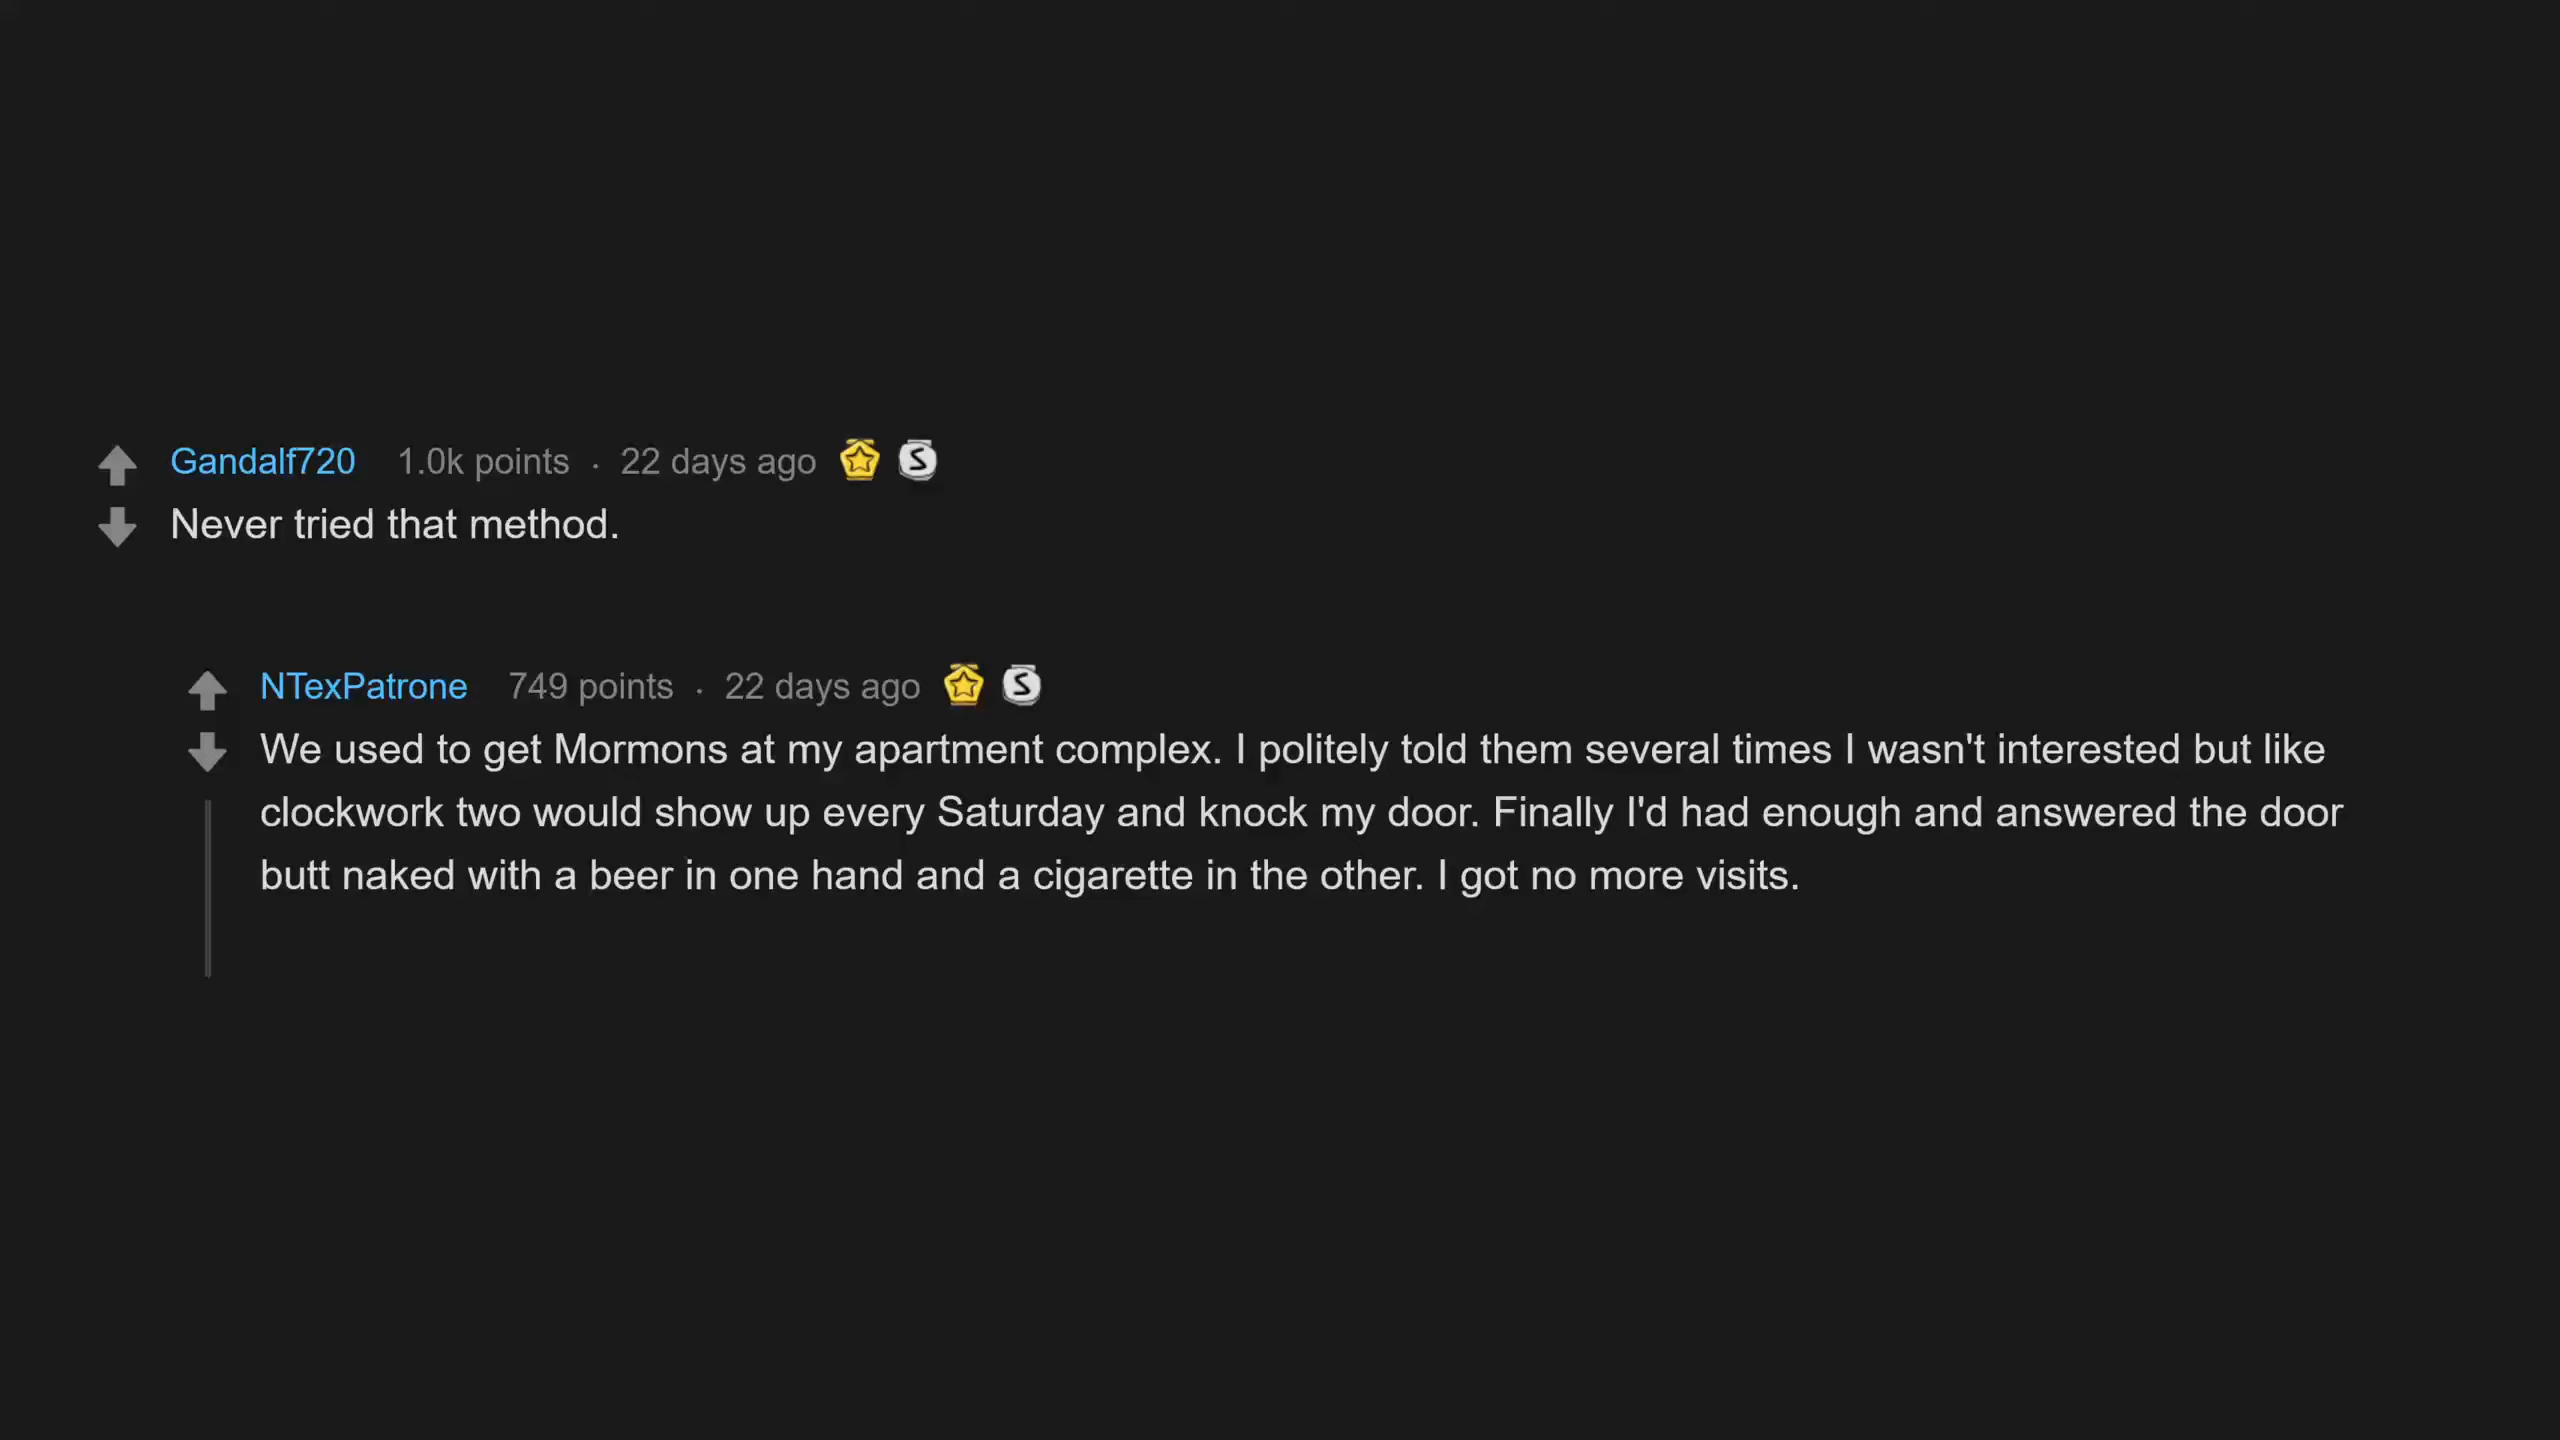 Gandalf720 1.0k points · 22 days ago
Never tried that method.
NTexPatrone 749 points · 22 days ago
We used to get Mormons at my apartment complex. I politely told them several times I wasn't interested but like
clockwork two would show up every Saturday and knock my door. Finally I'd had enough and answered the door
butt naked with a beer in one hand and a cigarette in the other. I got no more visits.